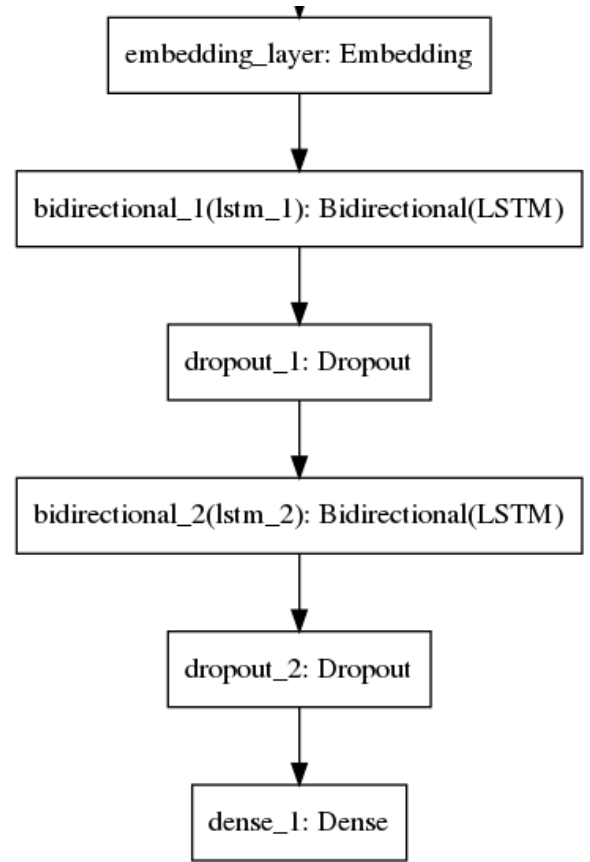 embedding_layer: Embedding
bidirectional_1(lstm_1): Bidirectional(LSTM)
dropout_1: Dropout
bidirectional_2(lstm_2): Bidirectional(LSTM)
dropout_2: Dropout
dense_1: Dense